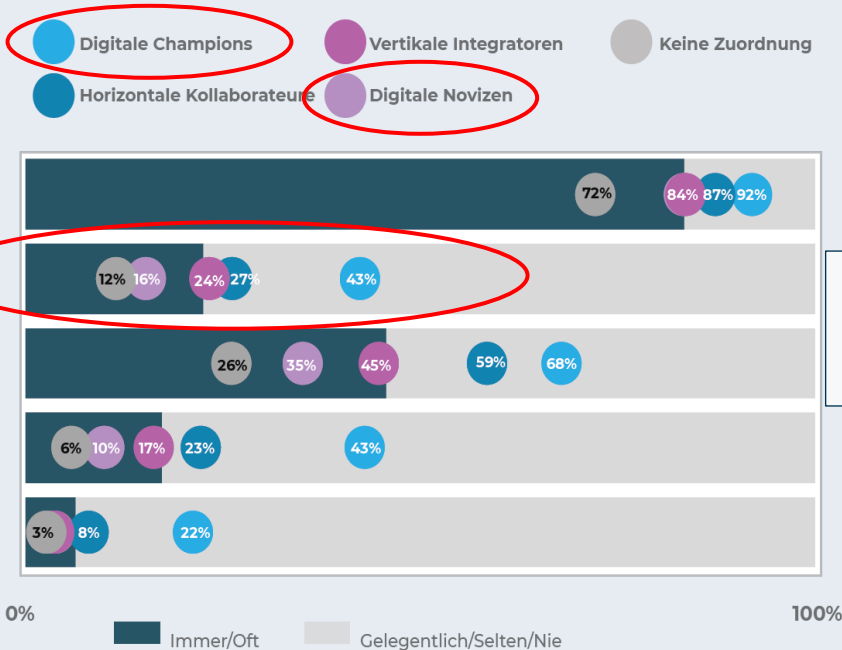 Digitale Champions Vertikale Integratoren Keine Zuordnung
Horizontale Kollaborateure Digitale Novizen
72% 84% 87% 92%
12% 16% 24% 27% 43%
26% 35% 45% 59% 68%
6% 10% 17% 23% 43%
3% 8% 22%
0% 100%
Immer/Oft Gelegentlich/Selten/Nie